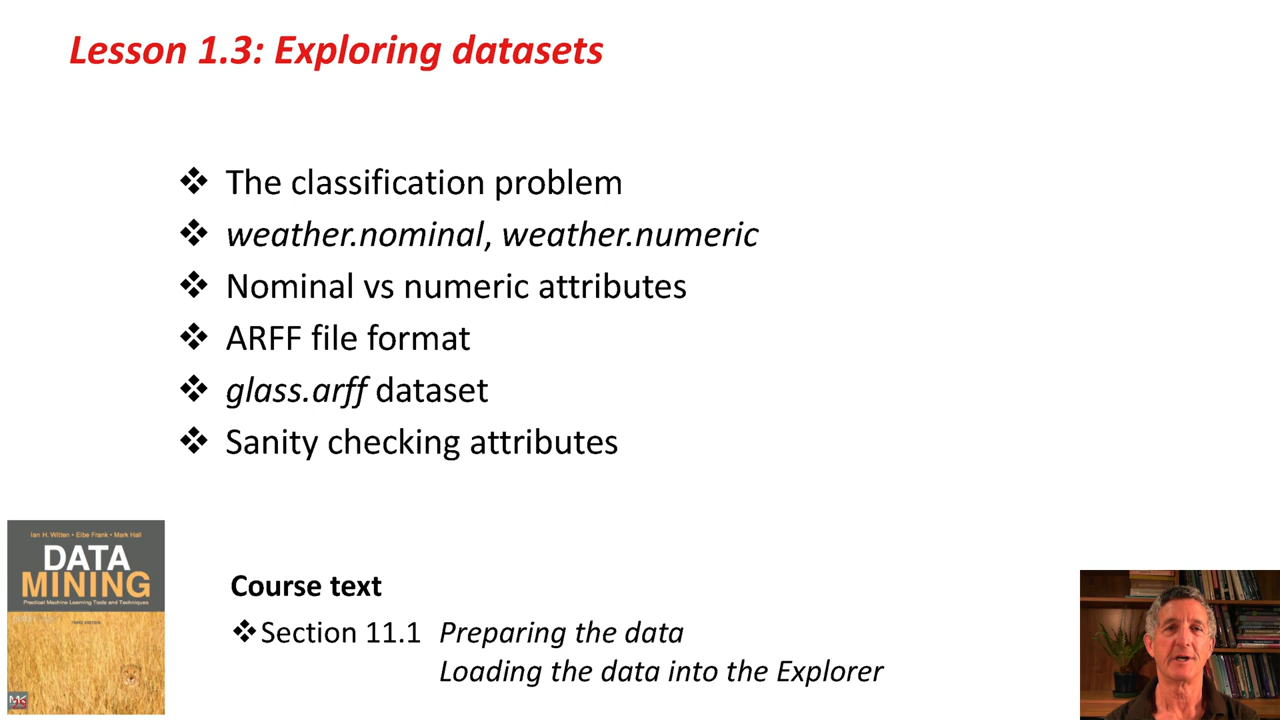 Lesson 1.3: Exploring datasets
❖ The classification problem
❖ weather.nominal, weather.numeric
❖ Nominal vs numeric attributes
❖ ARFF file format
❖ glass.arff dataset
❖ Sanity checking attributes
Ian H. Witten • Eibe Frank • Mark Hall
DATA
MINING
Practical Machine Learning Tools and Techniques
THIRD EDITION
Course text
❖Section 11.1 Preparing the data
Loading the data into the Explorer